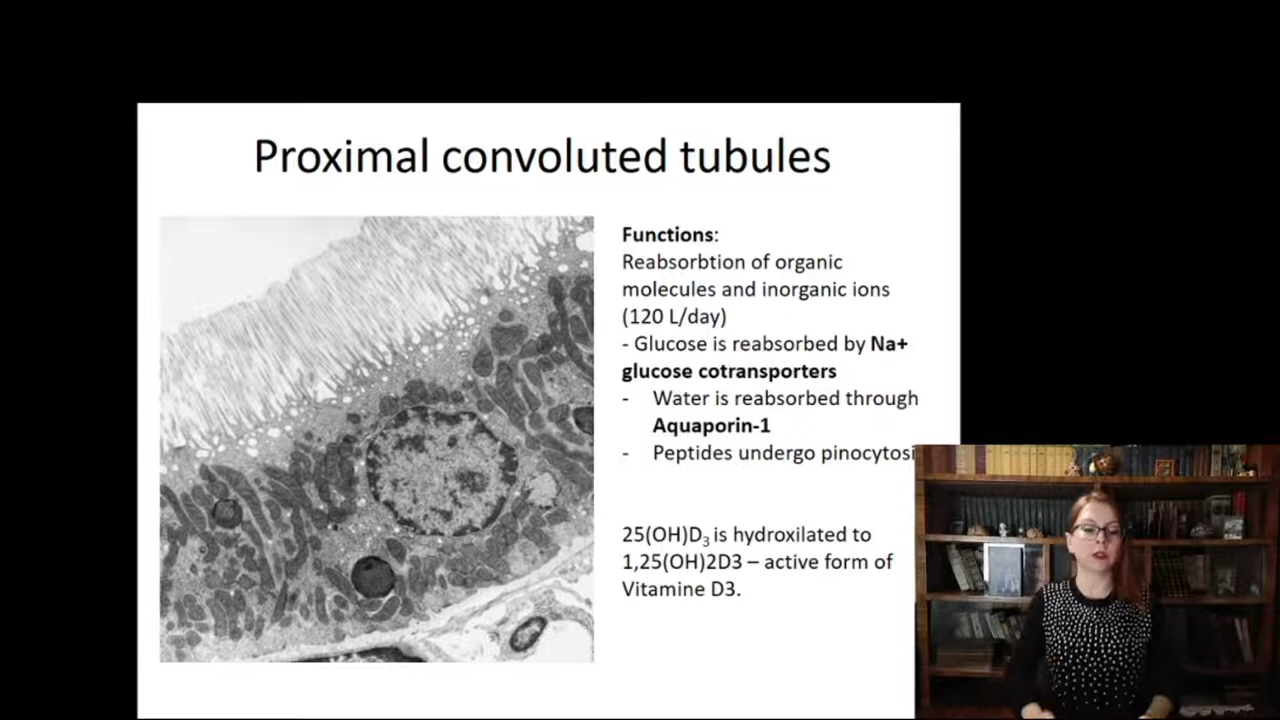 Proximal convoluted tubules
Functions:
Reabsorbtion of organic
molecules and inorganic ions
(120 L/day)
- Glucose is reabsorbed by Na+
glucose cotransporters
- Water is reabsorbed through
Aquaporin-1
- Peptides undergo pinocytosi
25(OH)D₃ is hydroxilated to
1,25(OH)2D3 – active form of
Vitamine D3.